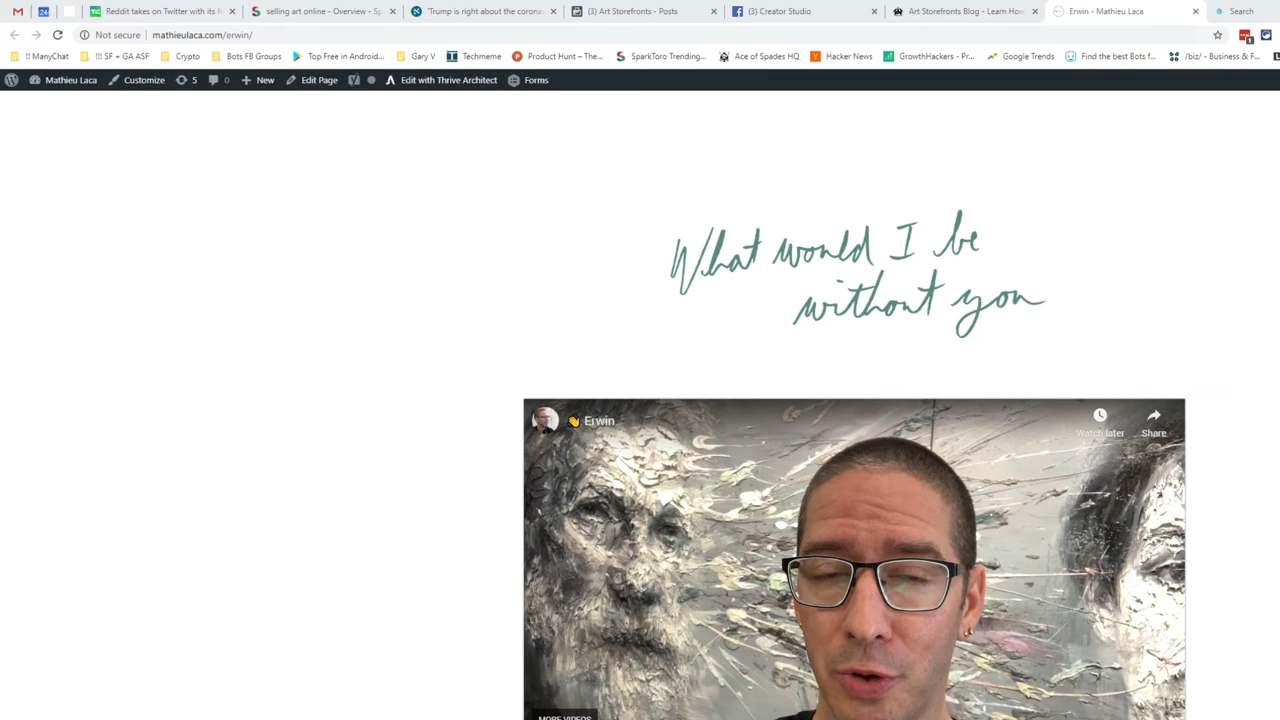 Reddit takes on Twitter with its f
selling art online - Overview - S
'Trump is right about the coron
(3) Art Storefronts - Posts
(3) Creator Studio
Art Storefronts Blog - Learn How
Erwin - Mathieu Laca
Search
Not secure
mathieulaca.com/erwin/
!! ManyChat
!!! SF + GA ASF
Crypto
Bots FB Groups
Top Free in Android...
Gary V
Techmeme
Product Hunt – The...
SparkToro Trending...
Ace of Spades HQ
Hacker News
GrowthHackers - Pr...
Google Trends
Find the best Bots f...
/biz/ - Business & F...
Mathieu Laca
Customize
5
0
New
Edit Page
Edit with Thrive Architect
Forms
What would I be
without you
👏 Erwin
Watch later
Share
MORE VIDEOS